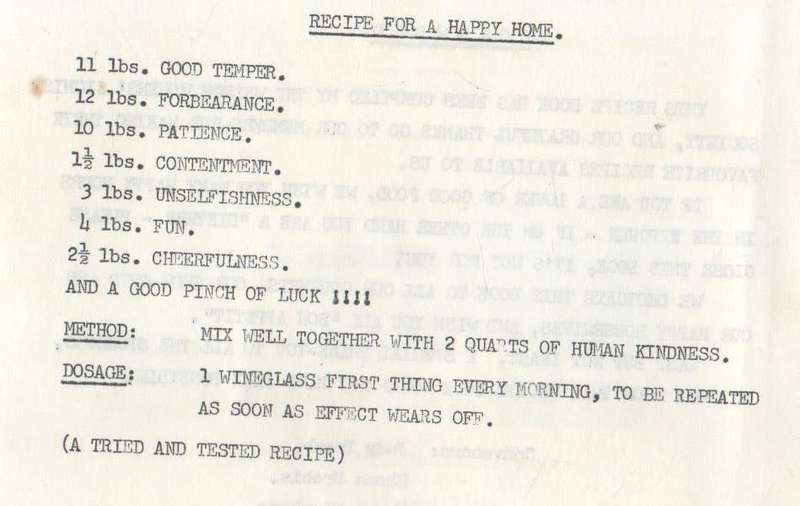 RECIPE FOR A HAPPY HOME.
11 lbs. GOOD TEMPER.
12 lbs. FORBEARANCE.
10 lbs. PATIENCE.
1½ lbs. CONTENTMENT.
3 lbs. UNSELFISHNESS.
4 lbs. FUN.
2½ lbs. CHEERFULNESS.
AND A GOOD PINCH OF LUCK !!!!
METHOD: MIX WELL TOGETHER WITH 2 QUARTS OF HUMAN KINDNESS.
DOSAGE: 1 WINEGLASS FIRST THING EVERY MORNING, TO BE REPEATED
AS SOON AS EFFECT WEARS OFF.
(A TRIED AND TESTED RECIPE)